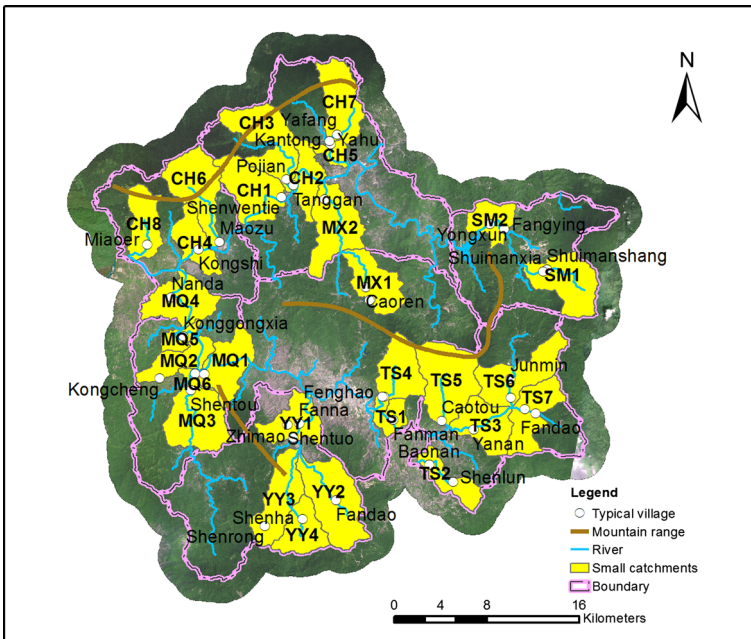 N
CH7
CH3
Yafang
Kantong
Yahu
CH5
Pojian
CH6
CH2
CH1
Shenwentie
Tanggan
SM2
CH8
Maozu
Fangying
Miaoer
CH4
MX2
Yongxun
Kongshi
Shuimanxia
Shuimanshang
SM1
Nanda
MX1
MQ4
Caoren
Konggongxia
MQ5
MQ2
MQ1
Junmin
Kongcheng
MQ6
TS4
TS5
TS6
Fenghao
TS7
Shentou
Fanna
Caotou
MQ3
YY1
TS1
TS3
Fandao
Zhimao
Shentuo
Fanman
Yanan
Baonan
TS2
Shenlun
YY3
YY2
Shenha
Fandao
Shenrong
YY4
Legend
Typical village
Mountain range
River
Small catchments
Boundary
0 4 8 16
Kilometers